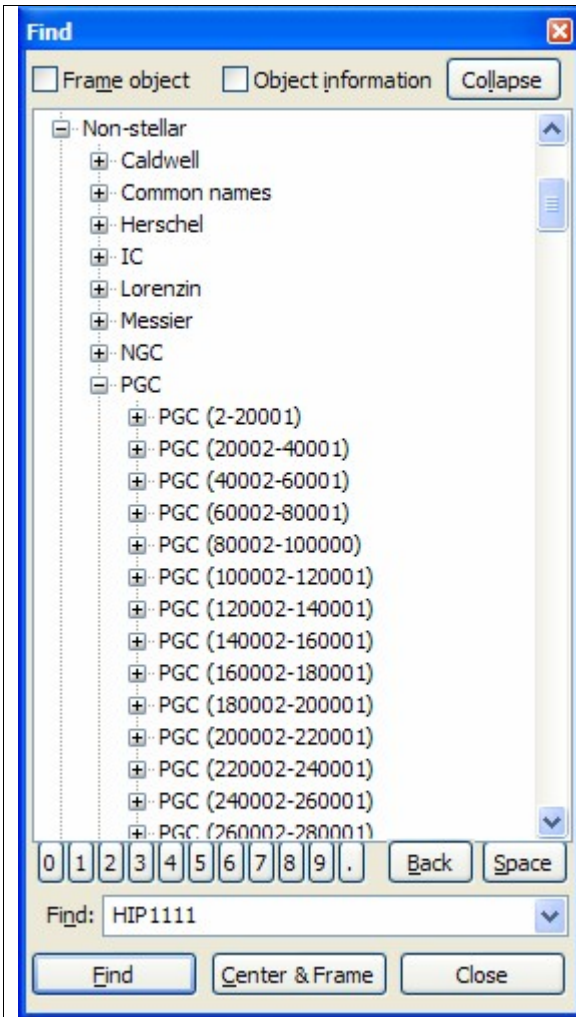 Find
Frame object Object information Collapse
Non-stellar
Caldwell
Common names
Herschel
IC
Lorenzin
Messier
NGC
PGC
PGC (2-20001)
PGC (20002-40001)
PGC (40002-60001)
PGC (60002-80001)
PGC (80002-100000)
PGC (100002-120001)
PGC (120002-140001)
PGC (140002-160001)
PGC (160002-180001)
PGC (180002-200001)
PGC (200002-220001)
PGC (220002-240001)
PGC (240002-260001)
PGC (260002-280001)
0 1 2 3 4 5 6 7 8 9 . Back Space
Find: HIP1111
Find Center & Frame Close